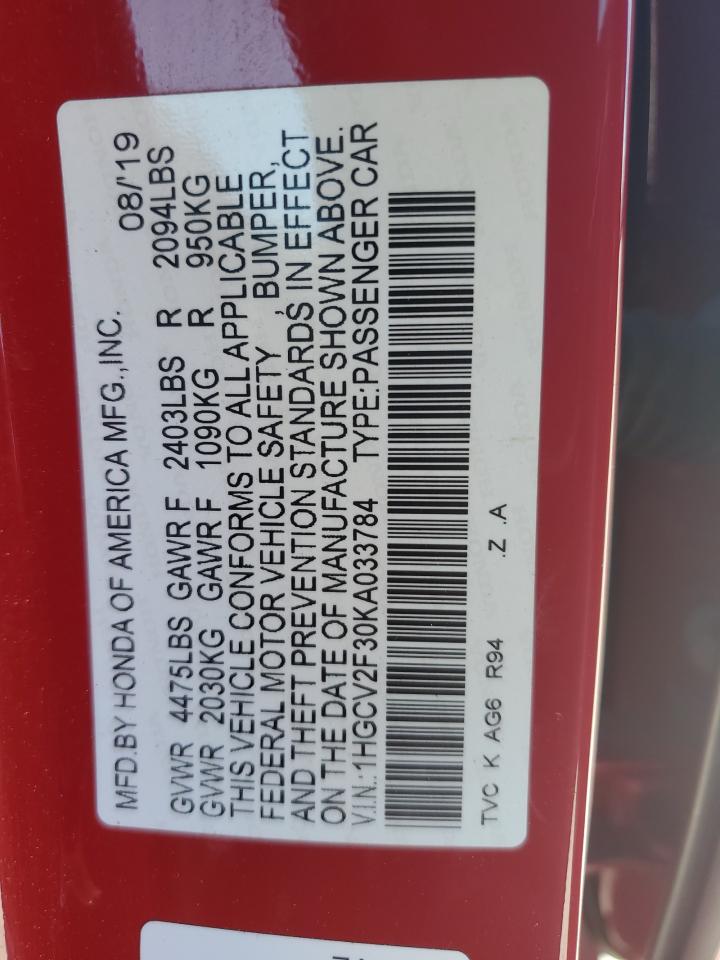 MFD.BY HONDA OF AMERICA MFG.,INC. 08/'19
GVWR 4475LBS GAWR F 2403LBS R 2094LBS
GVWR 2030KG GAWR F 1090KG R 950KG
THIS VEHICLE CONFORMS TO ALL APPLICABLE
FEDERAL MOTOR VEHICLE SAFETY , BUMPER,
AND THEFT PREVENTION STANDARDS IN EFFECT
ON THE DATE OF MANUFACTURE SHOWN ABOVE.
V.I.N.: 1HGCV2F30KA033784 TYPE:PASSENGER CAR
TVC K AG6 R94 .Z .A